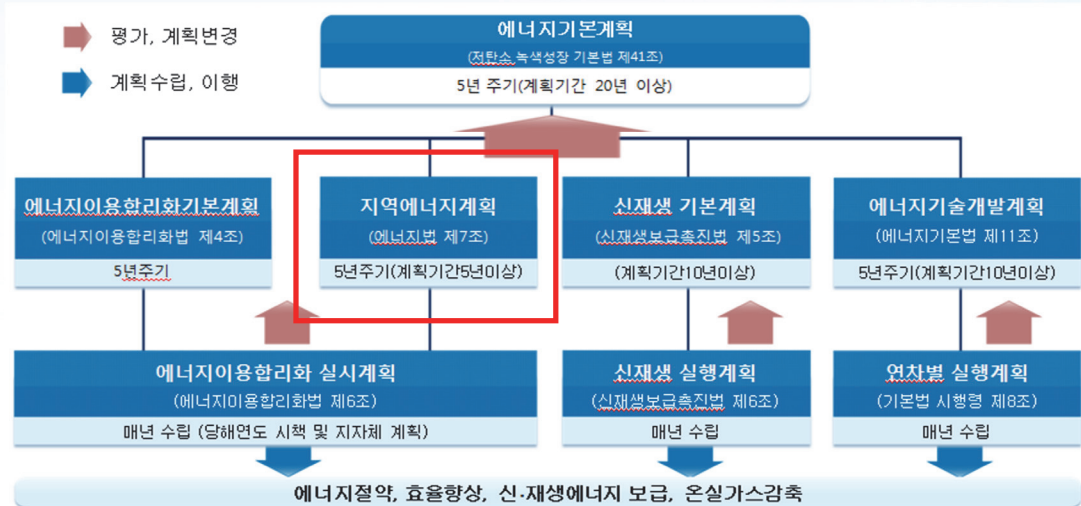 평가, 계획변경
계획수립, 이행
에너지기본계획
(저탄소 녹색성장 기본법 제41조)
5년 주기(계획기간 20년 이상)
에너지이용합리화기본계획
(에너지이용합리화법 제4조)
5년주기
지역에너지계획
(에너지법 제7조)
5년주기(계획기간5년이상)
신재생 기본계획
(신재생보급촉진법 제5조)
(계획기간10년이상)
에너지기술개발계획
(에너지기본법 제11조)
5년주기(계획기간10년이상)
에너지이용합리화 실시계획
(에너지이용합리화법 제6조)
매년 수립 (당해연도 시책 및 지자체 계획)
신재생 실행계획
(신재생보급촉진법 제6조)
매년 수립
연차별 실행계획
(기본법 시행령 제8조)
매년 수립
에너지절약, 효율향상, 신·재생에너지 보급, 온실가스감축